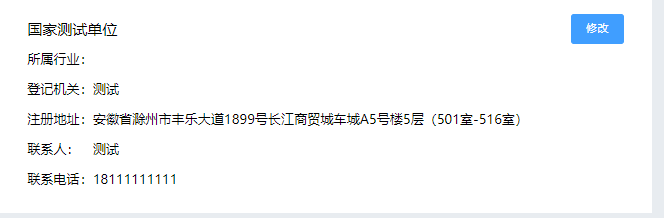 国家测试单位
修改
所属行业：
登记机关：测试
注册地址：安徽省滁州市丰乐大道1899号长江商贸城车城A5号楼5层（501室-516室）
联系人： 测试
联系电话：18111111111